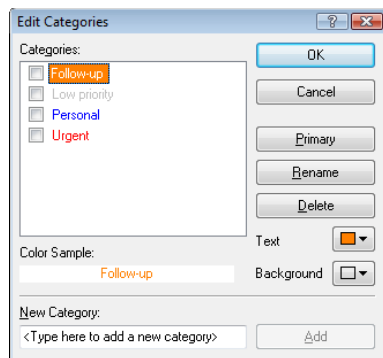 Edit Categories
Categories:
Follow-up
Low priority
Personal
Urgent
OK
Cancel
Primary
Rename
Delete
Text
Color Sample:
Follow-up
Background
New Category:
<Type here to add a new category>
Add